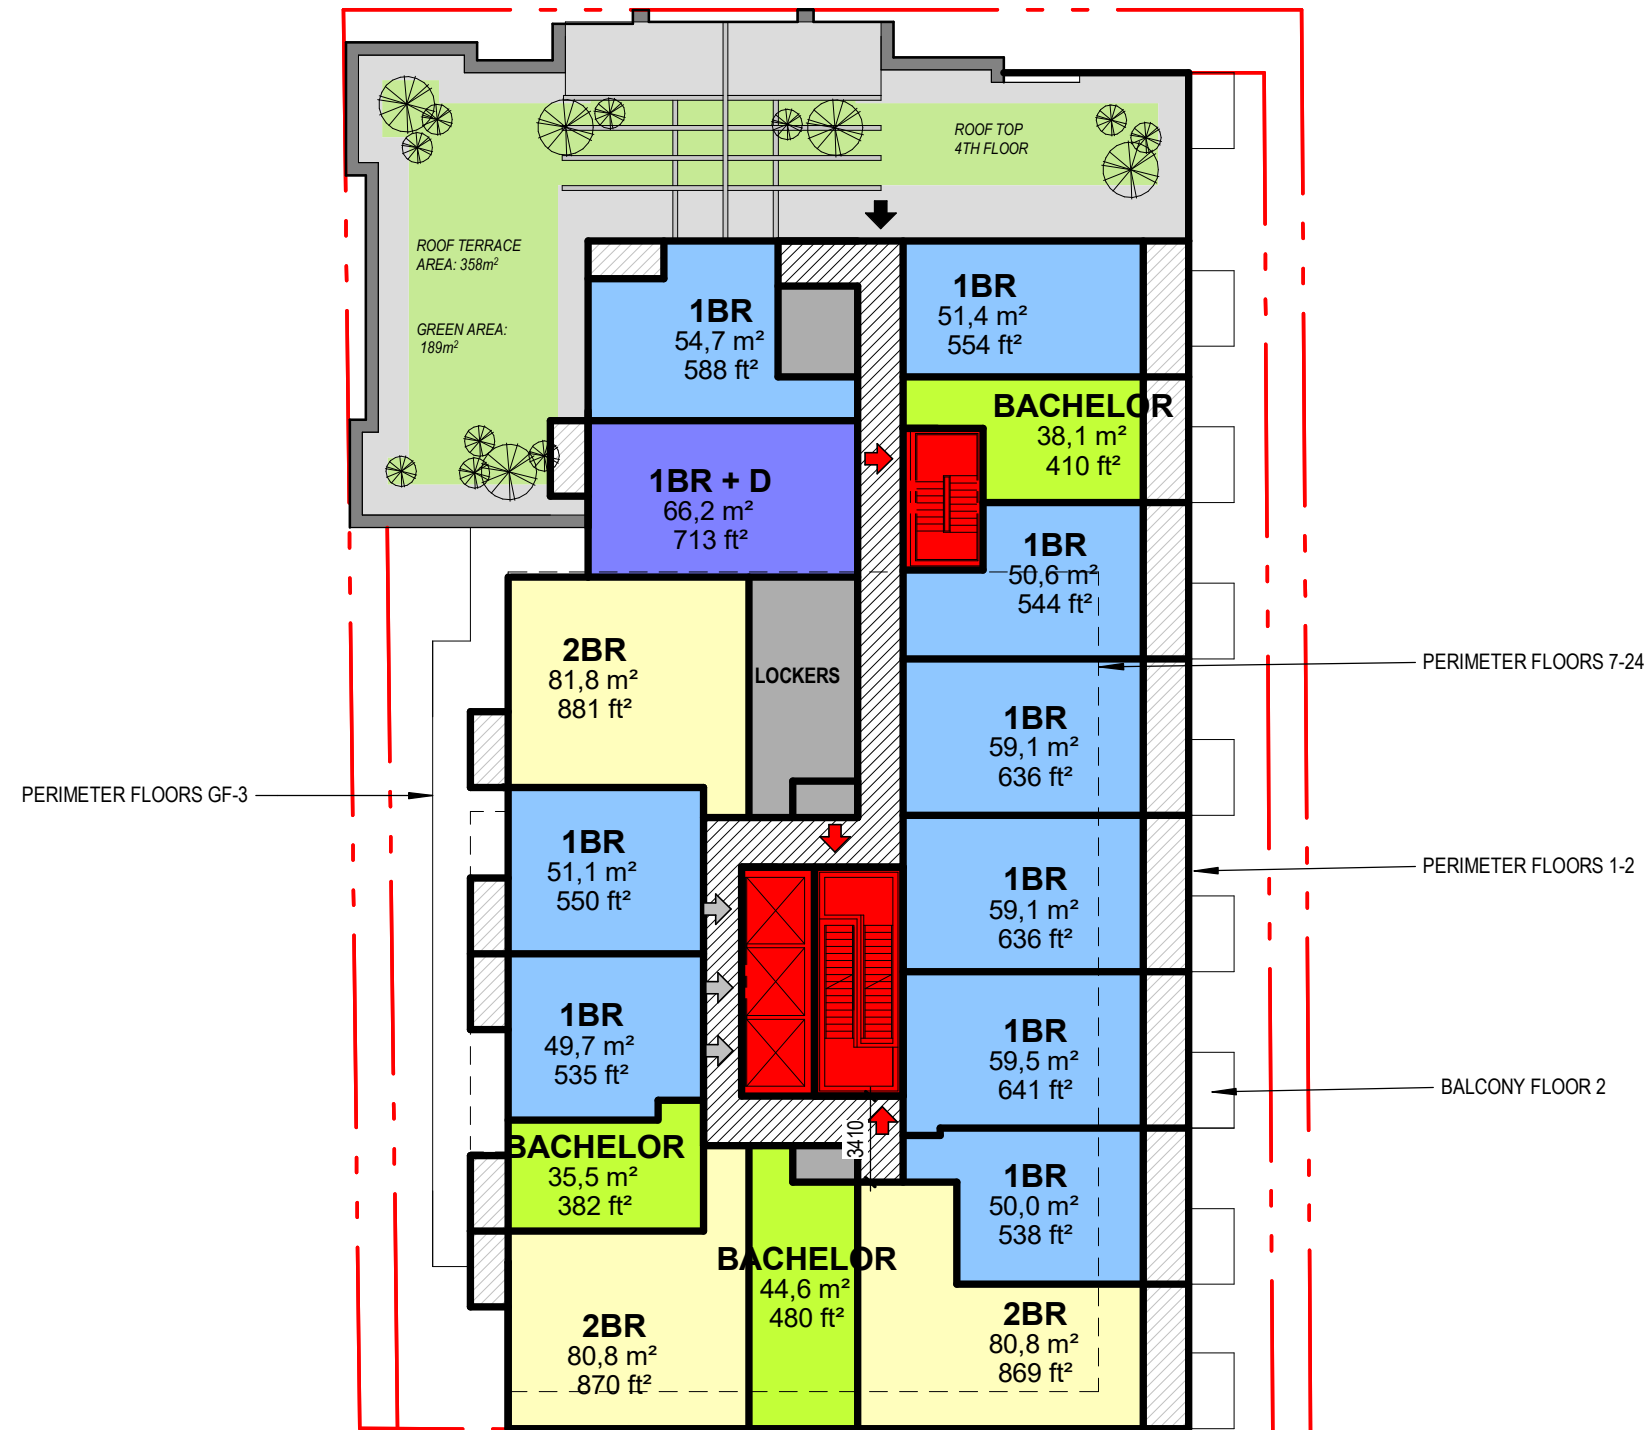 ROOF TOP
4TH FLOOR
ROOF TERRACE
AREA: 358m²
GREEN AREA:
189m²
1BR
54,7 m²
588 ft²
1BR
51,4 m²
554 ft²
BACHELOR
38,1 m²
410 ft²
1BR + D
66,2 m²
713 ft²
1BR
50,6 m²
544 ft²
2BR
81,8 m²
881 ft²
LOCKERS
PERIMETER FLOORS 7-24
1BR
59,1 m²
636 ft²
PERIMETER FLOORS GF-3
1BR
51,1 m²
550 ft²
1BR
59,1 m²
636 ft²
PERIMETER FLOORS 1-2
1BR
49,7 m²
535 ft²
1BR
59,5 m²
641 ft²
BALCONY FLOOR 2
3410
BACHELOR
35,5 m²
382 ft²
1BR
50,0 m²
538 ft²
BACHELOR
44,6 m²
480 ft²
2BR
80,8 m²
870 ft²
2BR
80,8 m²
869 ft²